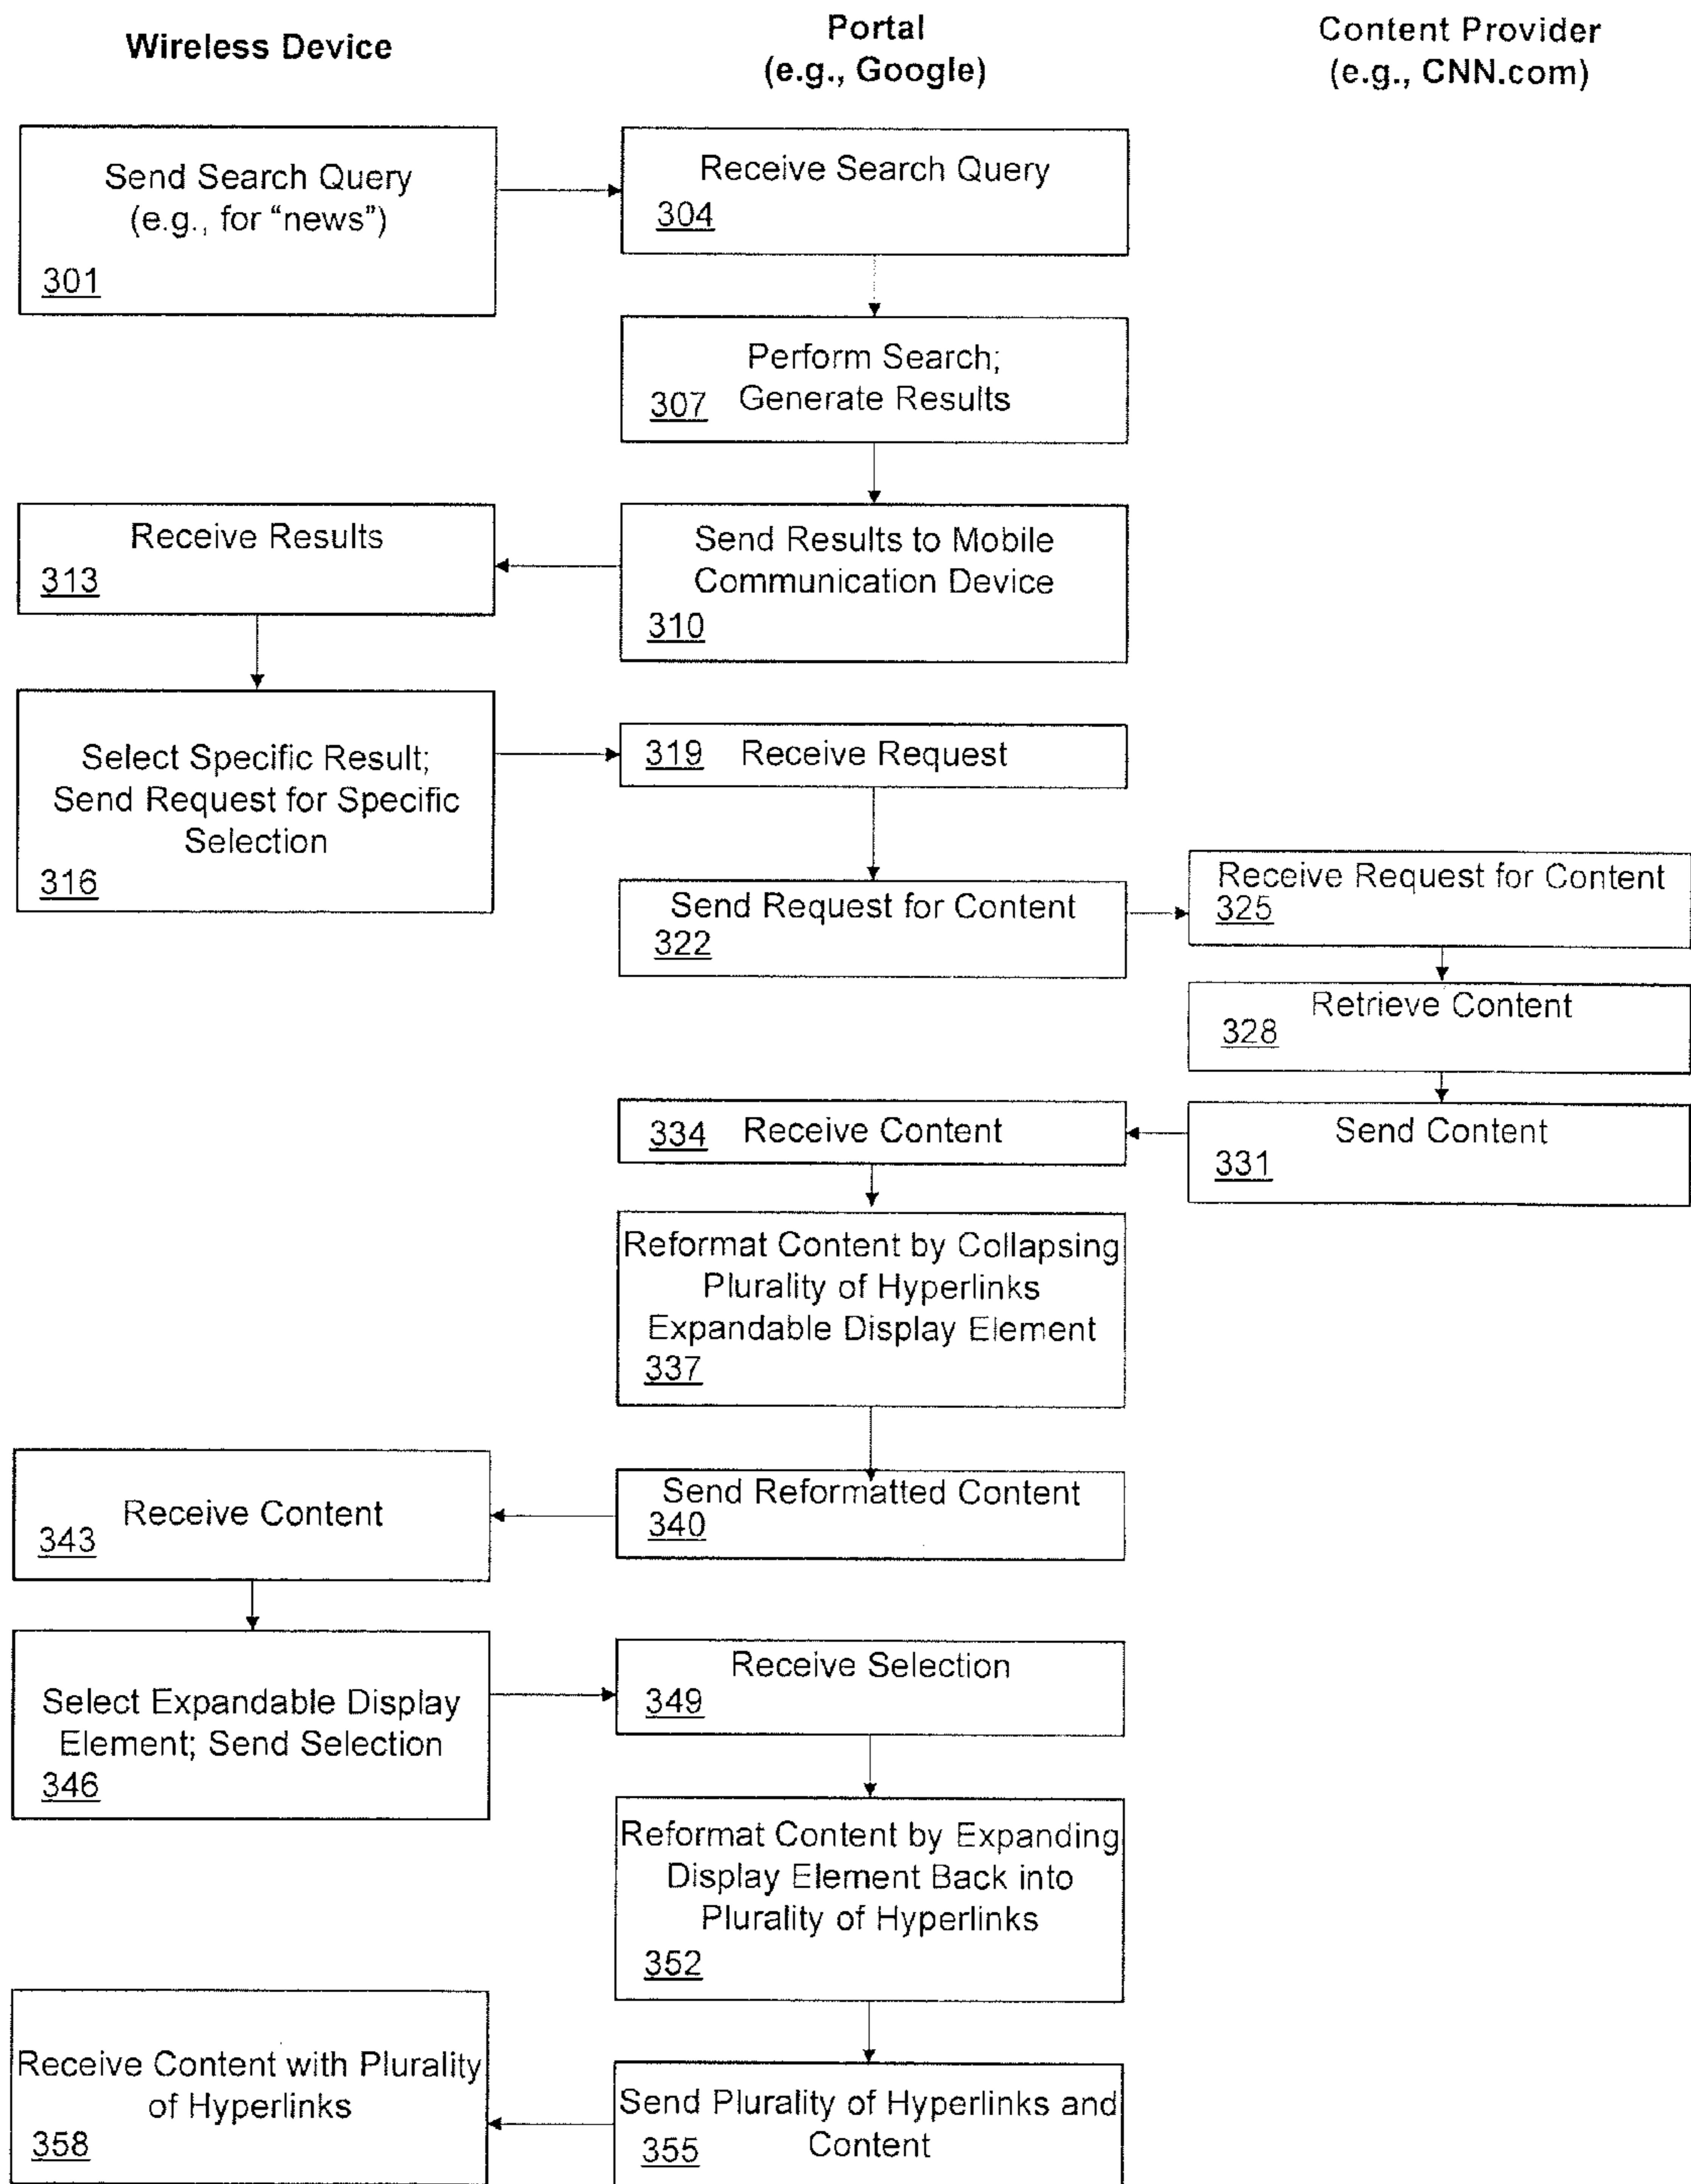 Wireless Device
Portal
(e.g., Google)
Content Provider
(e.g., CNN.com)
Send Search Query
(e.g., for “news”)
301
Receive Search Query
304
Perform Search;
307 Generate Results
Send Results to Mobile
Communication Device
310
Receive Results
313
Select Specific Result;
Send Request for Specific
Selection
316
319 Receive Request
Send Request for Content
322
Receive Request for Content
325
Retrieve Content
328
Send Content
331
334 Receive Content
Reformat Content by Collapsing
Plurality of Hyperlinks
Expandable Display Element
337
Send Reformatted Content
340
Receive Content
343
Select Expandable Display
Element; Send Selection
346
Receive Selection
349
Reformat Content by Expanding
Display Element Back into
Plurality of Hyperlinks
352
Send Plurality of Hyperlinks and
355 Content
Receive Content with Plurality
of Hyperlinks
358